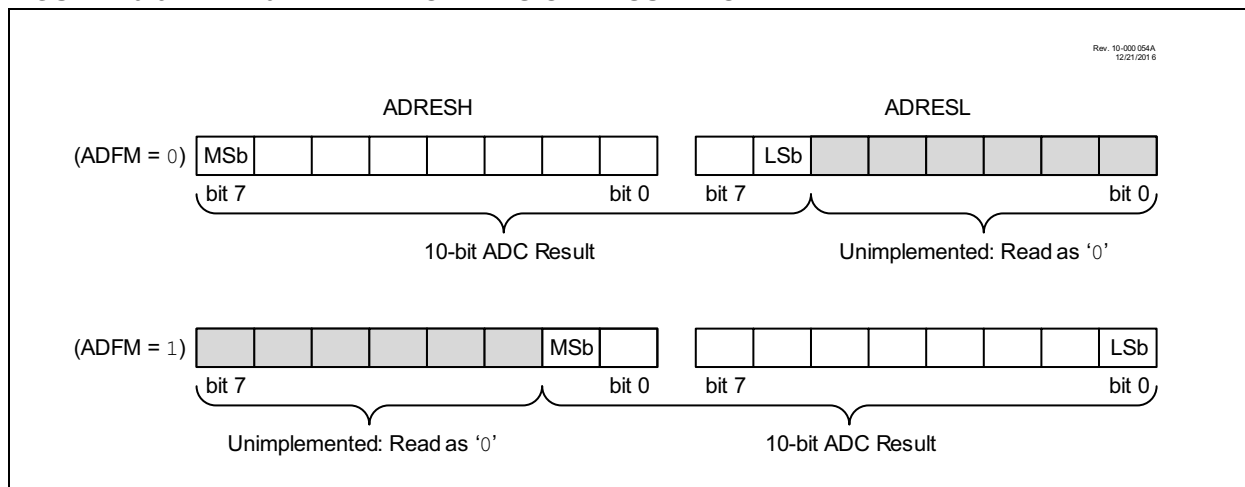 Rev. 10-000 054A
12/21/201 6
ADRESH ADRESL
(ADFM = 0) MSb LSb
bit 7 bit 0 bit 7 bit 0
10-bit ADC Result Unimplemented: Read as ‘0’
(ADFM = 1) MSb LSb
bit 7 bit 0 bit 7 bit 0
Unimplemented: Read as ‘0’ 10-bit ADC Result